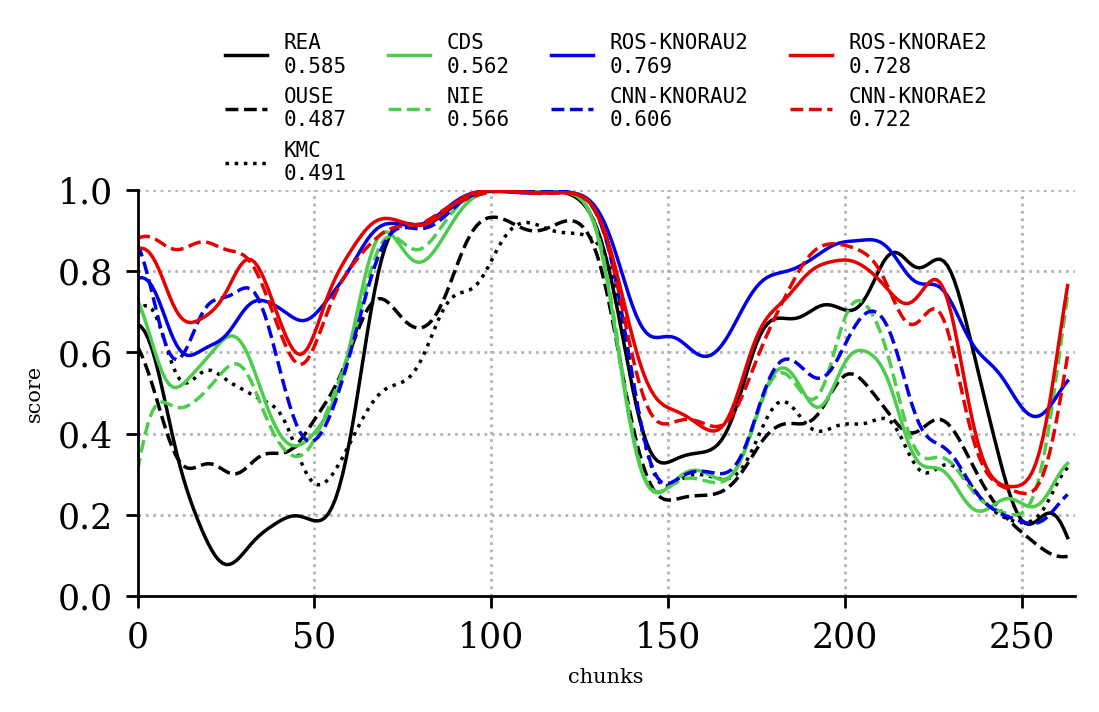 REA CDS ROS-KNORAU2 ROS-KNORAE2
0.585 0.562 0.769 0.728
OUSE NIE CNN-KNORAU2 CNN-KNORAE2
0.487 0.566 0.606 0.722
KMC
0.491
1.0
0.8
0.6
0.4
0.2
0.0
score
0 50 100 150 200 250
chunks